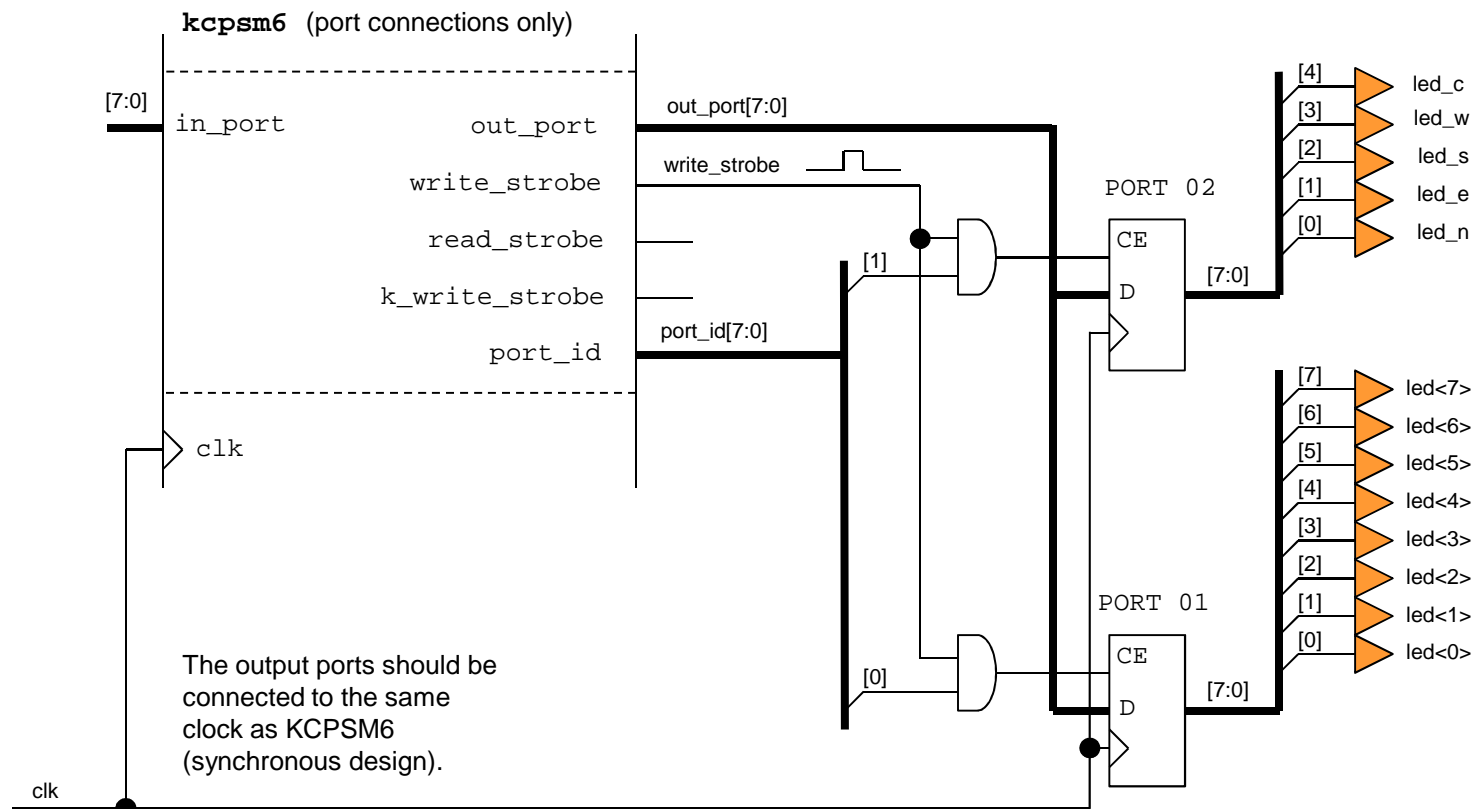 kcpsm6 (port connections only)
[7:0]
in_port
out_port
out_port[7:0]
write_strobe
write_strobe
read_strobe
k_write_strobe
port_id
port_id[7:0]
clk
[1]
[0]
PORT 02
CE
D
[7:0]
[4]
led_c
[3]
led_w
[2]
led_s
[1]
led_e
[0]
led_n
PORT 01
CE
D
[7:0]
[7]
led<7>
[6]
led<6>
[5]
led<5>
[4]
led<4>
[3]
led<3>
[2]
led<2>
[1]
led<1>
[0]
led<0>
The output ports should be
connected to the same
clock as KCPSM6
(synchronous design).
clk